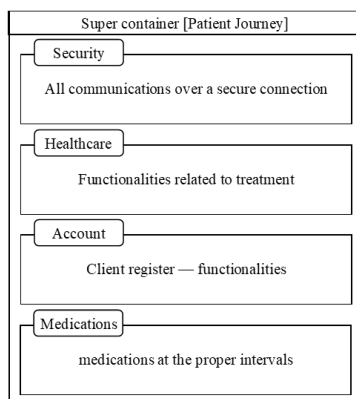 Super container [Patient Journey]
Security
All communications over a secure connection
Healthcare
Functionalities related to treatment
Account
Client register — functionalities
Medications
medications at the proper intervals